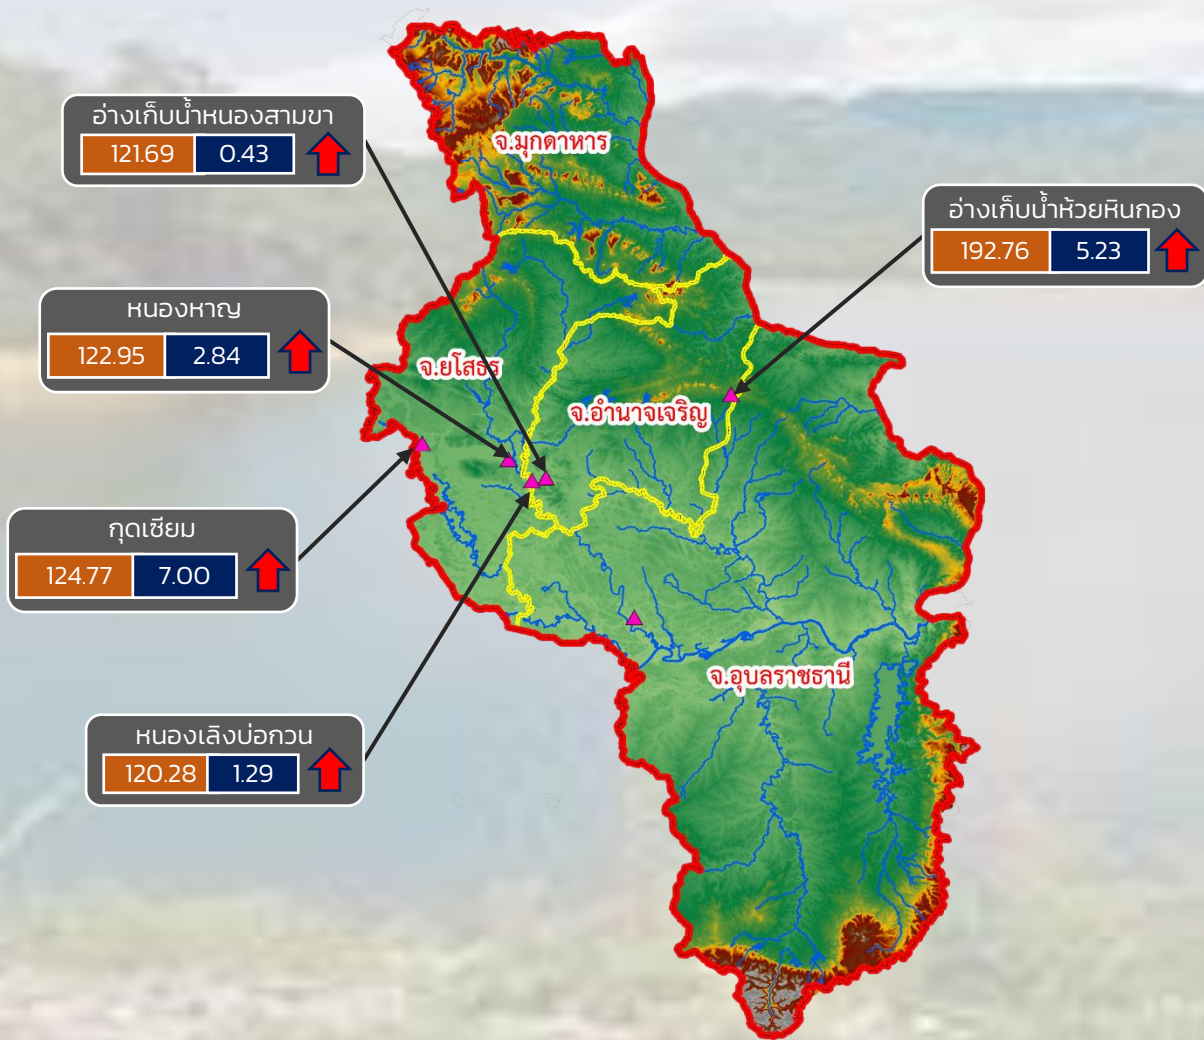 อ่างเก็บน้ำหนองสามขา
121.69 0.43
จ.มุกดาหาร
อ่างเก็บน้ำห้วยหินกอง
192.76 5.23
หนองหาญ
122.95 2.84
จ.ยโสธร
จ.อำนาจเจริญ
กุดเซียม
124.77 7.00
จ.อุบลราชธานี
หนองเลิงบ่อกวน
120.28 1.29